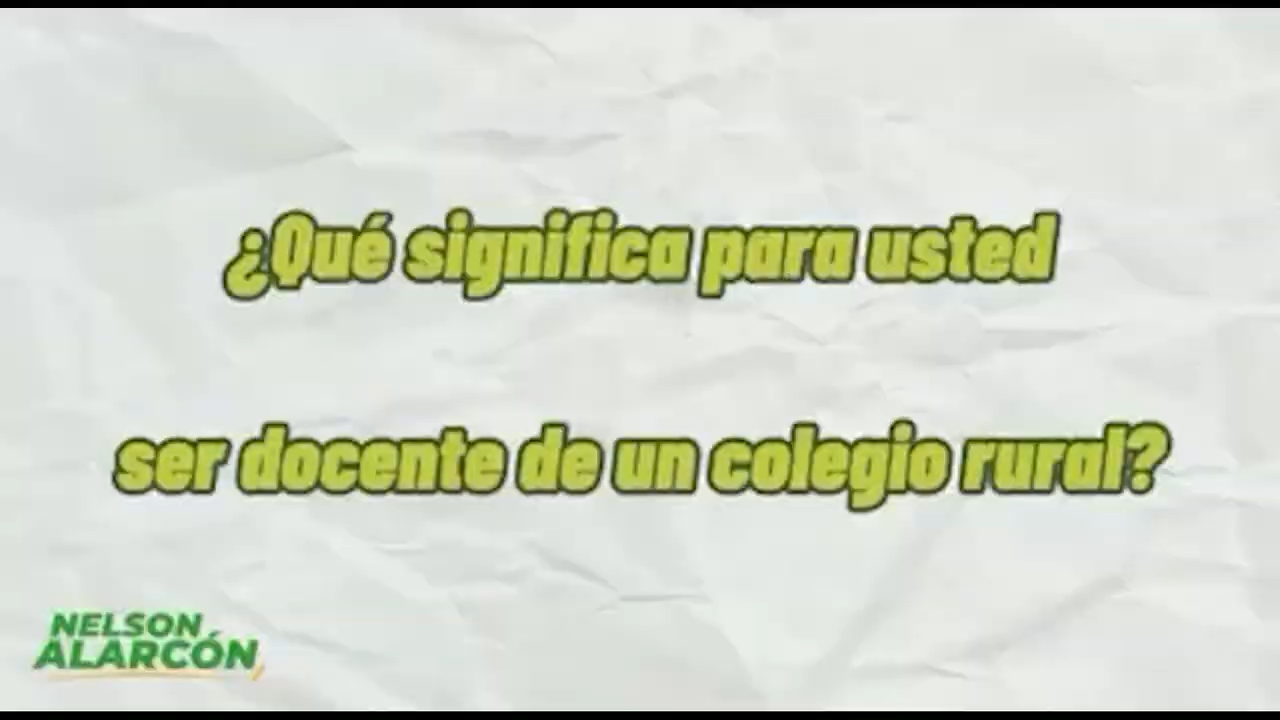 ¿Qué significa para usted
ser docente de un colegio rural?
NELSON
ALARCÓN